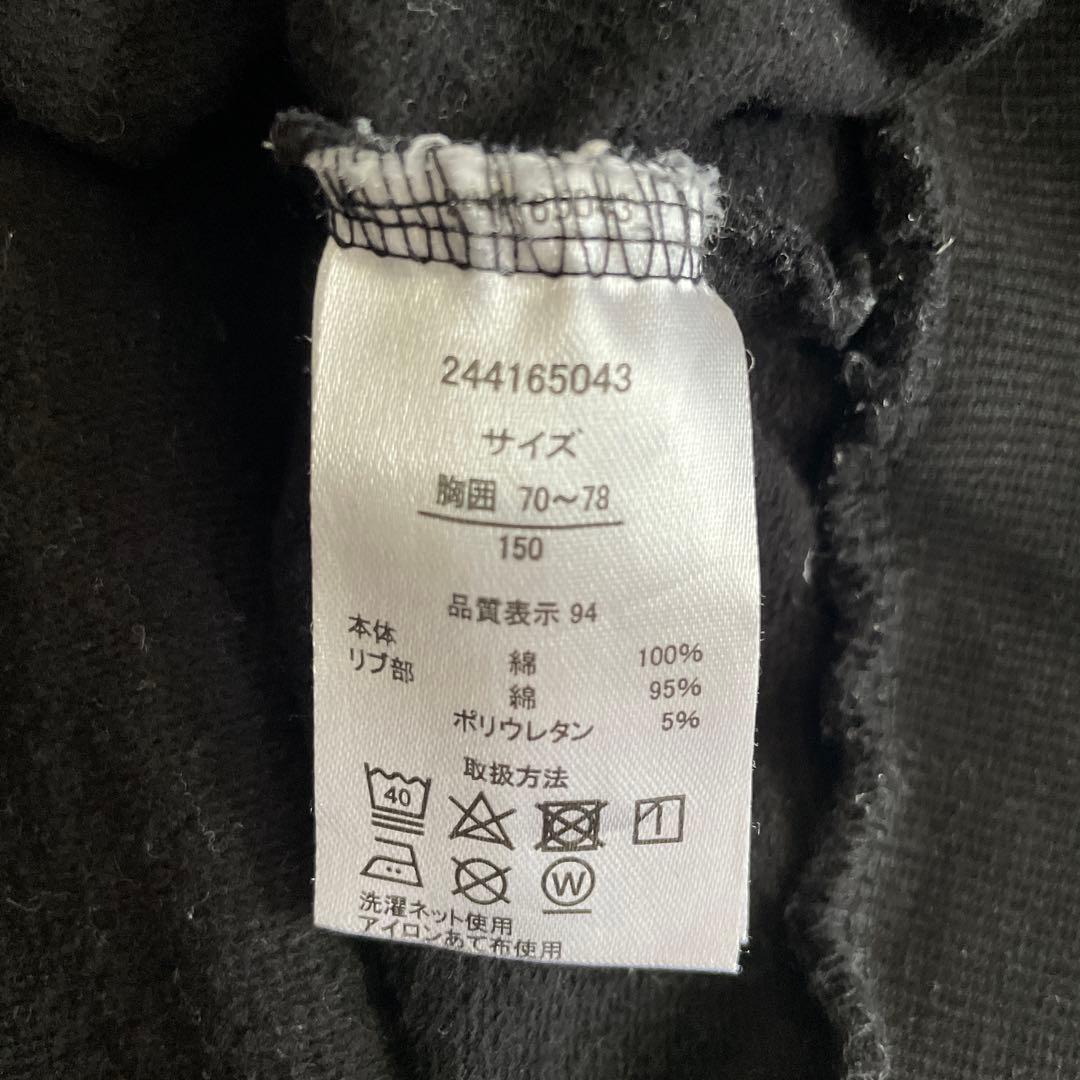 244165043
サイズ
胸囲 70～78
150
品質表示 94
本体 綿 100%
リブ部 綿 95%
ポリウレタン 5%
取扱方法
40
W
洗濯ネット使用
アイロンあて布使用